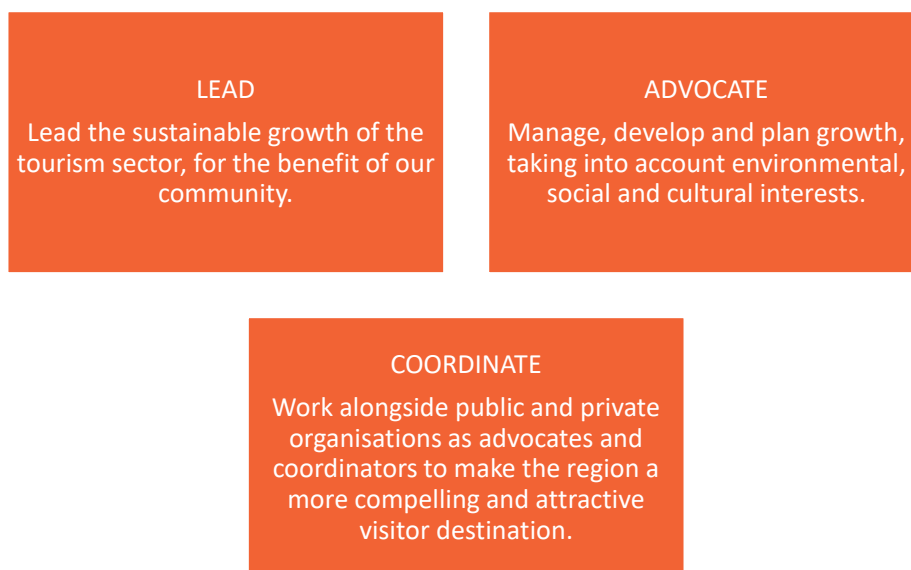 LEAD
Lead the sustainable growth of the
tourism sector, for the benefit of our
community.
ADVOCATE
Manage, develop and plan growth,
taking into account environmental,
social and cultural interests.
COORDINATE
Work alongside public and private
organisations as advocates and
coordinators to make the region a
more compelling and attractive
visitor destination.